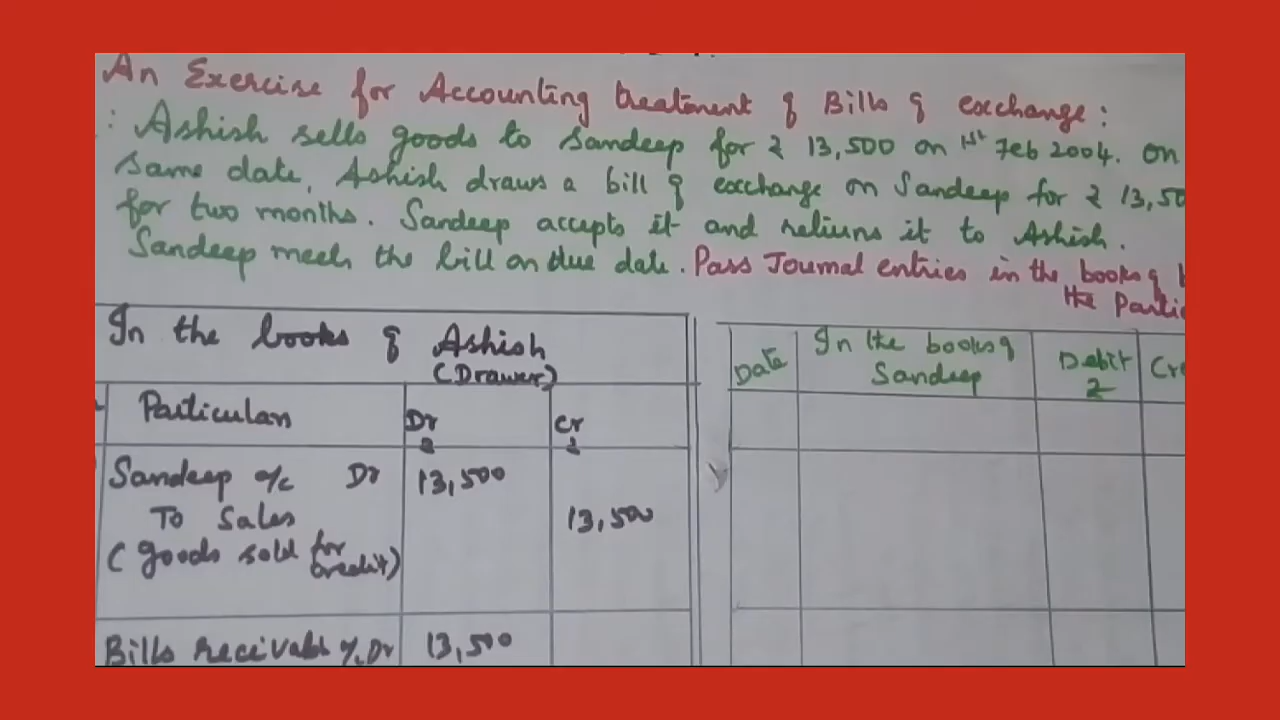 An Exercise for Accounting treatment of Bills of exchange:
: Ashish sells goods to Sandeep for ₹ 13,500 on 1st Feb 2004. on
same date, Ashish draws a bill of exchange on Sandeep for ₹ 13,50
for two months. Sandeep accepts it and returns it to Ashish.
Sandeep meets the bill on due date. Pass Journal entries in the books of b
the Partie
In the books of Ashish
(Drawer)
Particulars Dr ₹ Cr ₹
Sandeep a/c Dr 13,500
To Sales 13,500
(goods sold for credit)
Bills receivable a/c Dr 13,500
Date In the books of Sandeep Debit ₹ Cre